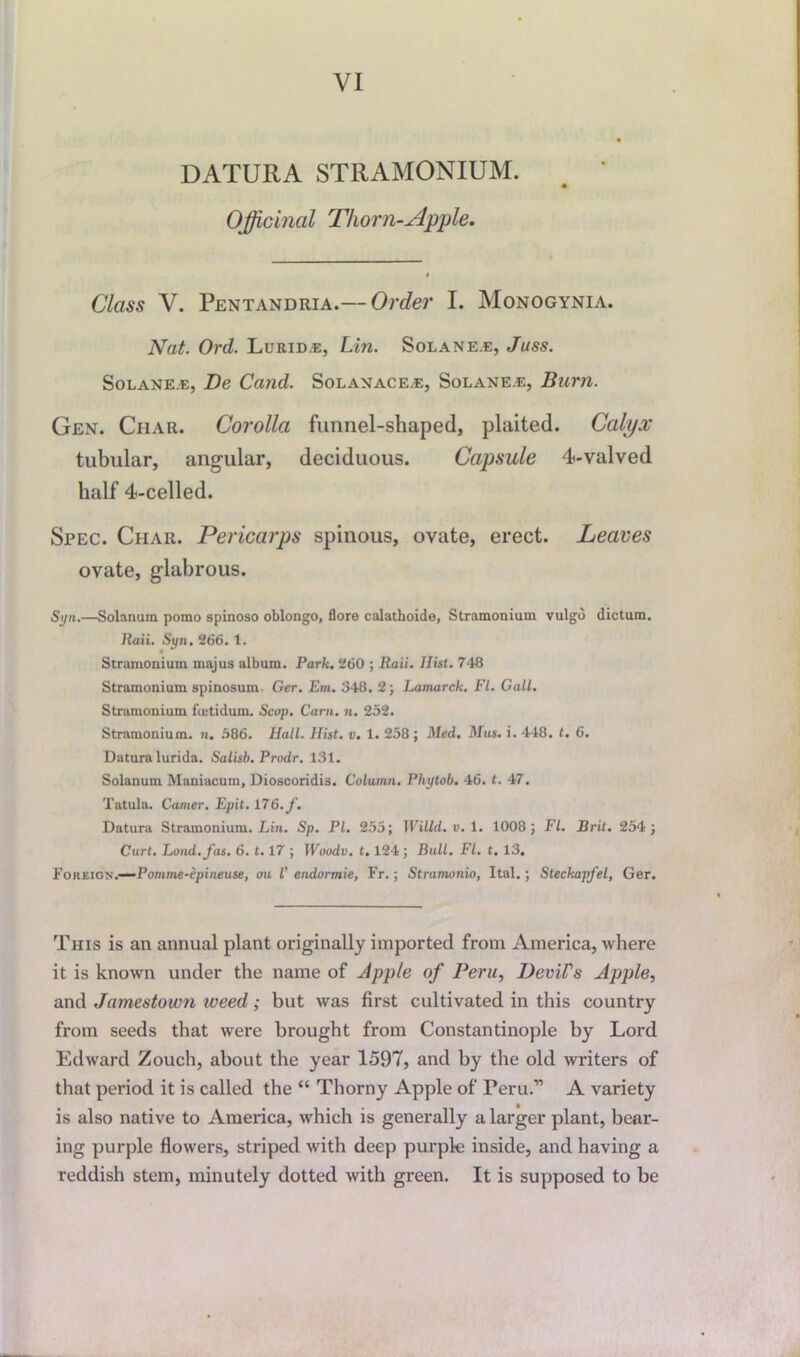 VI
DATURA STRAMONIUM.
Officinal Thorn-Apple.
Class V. PENTANDRIA.—Order I. MONOGYNIA.
Nat. Ord. LURIDÆ, Lin. SOLANEÆ, Juss.
SOLANEÆ, De Cand. SOLANACEÆ, SOLANEÆ, Burn.
GEN. CHAR. Corolla funnel-shaped, plaited. Calyx
tubular, angular, deciduous. Capsule 4-valved
half 4-celled.
SPEC. CHAR. Pericarps spinous, ovate, erect. Leaves
ovate, glabrous.
Syn.—Solanum pomo spinoso oblongo, flore calathoide, Stramonium vulgò dictum.
Raii. Syn. 266. 1.
Stramonium majus album. Park. 260 ; Raii. Hist. 748
Stramonium spinosum. Ger. Em. 348. 2 ; Lamarck. Fl. Gall.
Stramonium fœtidum. Scop. Carn. n. 252.
Stramonium. n. 586. Hall. Hist. v. 1. 258 ; Med. Mus. i. 448. t. 6.
Datura lurida. Salisb. Prodr. 131.
Solanum Maniacum, Dioscoridis. Column. Phytob. 46. t. 47.
Tatula. Camer. Epit. 176. f.
Datura Stramonium. Lin. Sp. Pl. 255; Willd. v. 1. 1008 ; Fl. Brit. 254 ;
Curt. Lond. fas. 6. t. 17 ; Woodv. t. 124 ; Bull. Fl. t. 13.
FOREIGN.—Pomme-èpineuse, ou l' endormie, Fr. ; Stramonio, Ital. ; Steckapfel, Ger.
THIS is an annual plant originally imported from America, where
it is known under the name of Apple of Peru, Devil's Apple,
and Jamestown weed ; but was first cultivated in this country
from seeds that were brought from Constantinople by Lord
Edward Zouch, about the year 1597, and by the old writers of
that period it is called the “ Thorny Apple of Peru.” A variety
is also native to America, which is generally a larger plant, bear-
ing purple flowers, striped with deep purple inside, and having a
reddish stem, minutely dotted with green. It is supposed to be